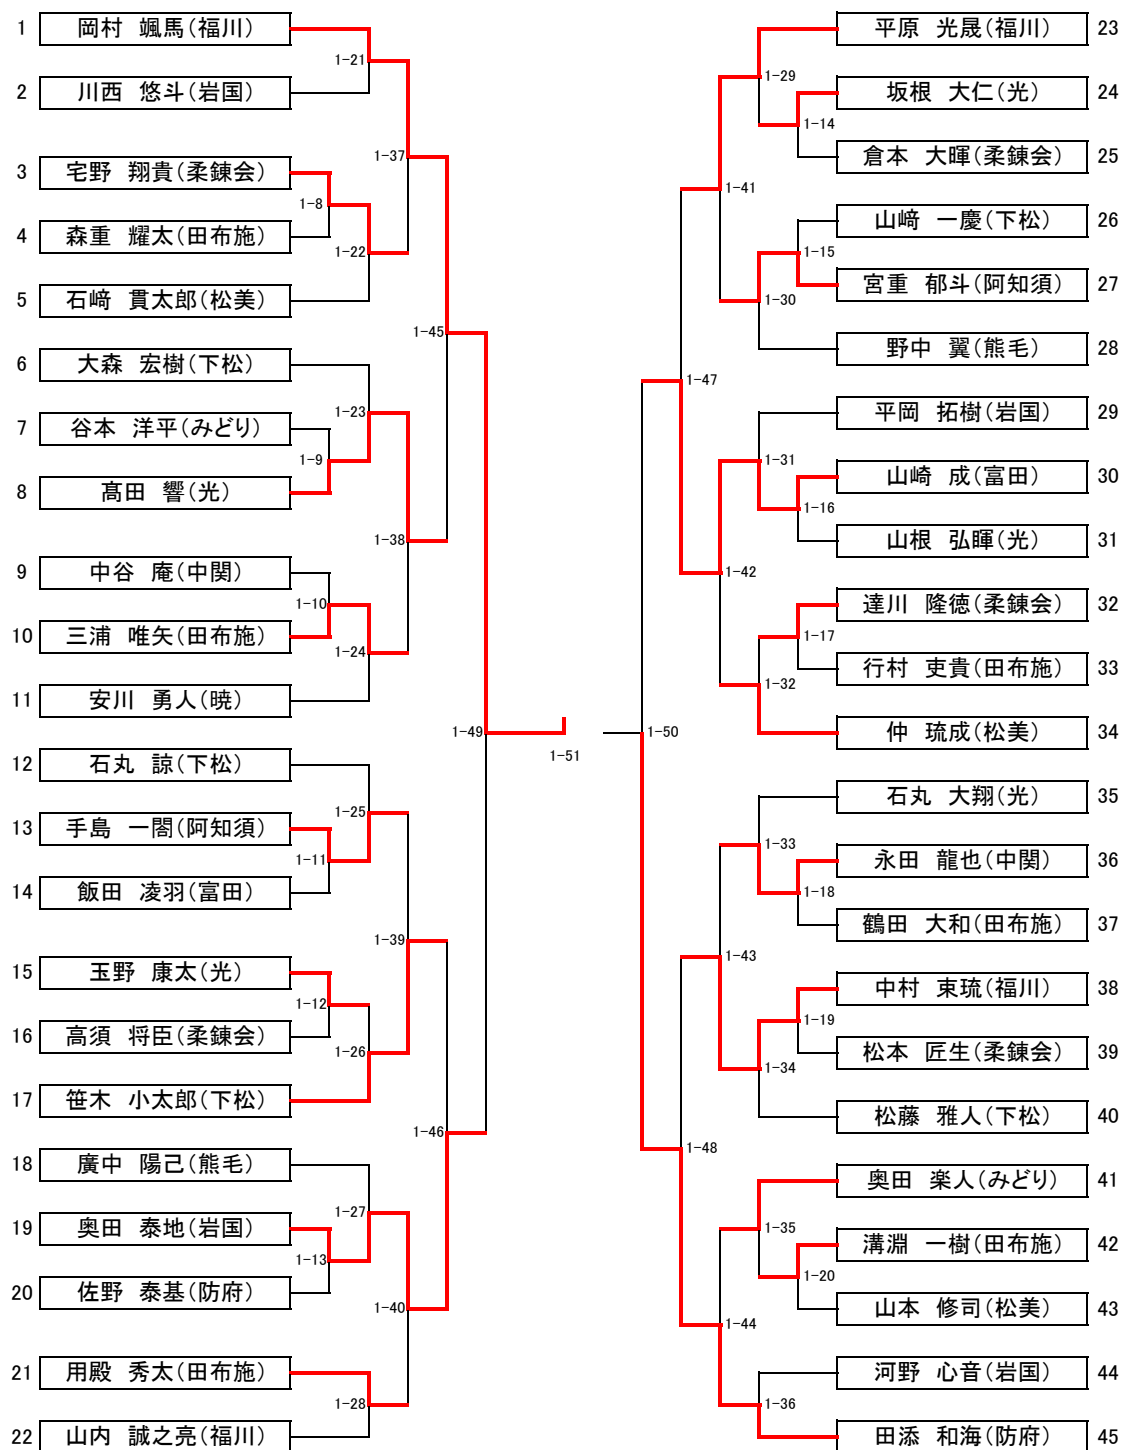 1 岡村 颯馬(福川)
1-21
2 川西 悠斗(岩国)
1-37
3 宅野 翔貴(柔錬会)
1-8
4 森重 耀太(田布施)
1-22
5 石﨑 貫太郎(松美)
1-45
6 大森 宏樹(下松)
1-23
7 谷本 洋平(みどり)
1-9
8 髙田 響(光)
1-38
9 中谷 庵(中関)
1-10
10 三浦 唯矢(田布施)
1-24
11 安川 勇人(暁)
1-49
12 石丸 諒(下松)
1-25
13 手島 一閤(阿知須)
1-11
14 飯田 凌羽(富田)
1-39
15 玉野 康太(光)
1-12
16 高須 将臣(柔錬会)
1-26
17 笹木 小太郎(下松)
1-46
18 廣中 陽己(熊毛)
1-27
19 奥田 泰地(岩国)
1-13
20 佐野 泰基(防府)
1-40
21 用殿 秀太(田布施)
1-28
22 山内 誠之亮(福川)
1-51
平原 光晟(福川) 23
1-29
坂根 大仁(光) 24
1-14
倉本 大暉(柔錬会) 25
1-41
山﨑 一慶(下松) 26
1-15
宮重 郁斗(阿知須) 27
1-30
野中 翼(熊毛) 28
1-47
平岡 拓樹(岩国) 29
1-31
山崎 成(富田) 30
1-16
山根 弘暉(光) 31
1-42
達川 隆徳(柔錬会) 32
1-17
行村 吏貴(田布施) 33
1-32
仲 琉成(松美) 34
1-50
石丸 大翔(光) 35
1-33
永田 龍也(中関) 36
1-18
鶴田 大和(田布施) 37
1-43
中村 束琉(福川) 38
1-19
松本 匠生(柔錬会) 39
1-34
松藤 雅人(下松) 40
1-48
奥田 楽人(みどり) 41
1-35
溝淵 一樹(田布施) 42
1-20
山本 修司(松美) 43
1-44
河野 心音(岩国) 44
1-36
田添 和海(防府) 45